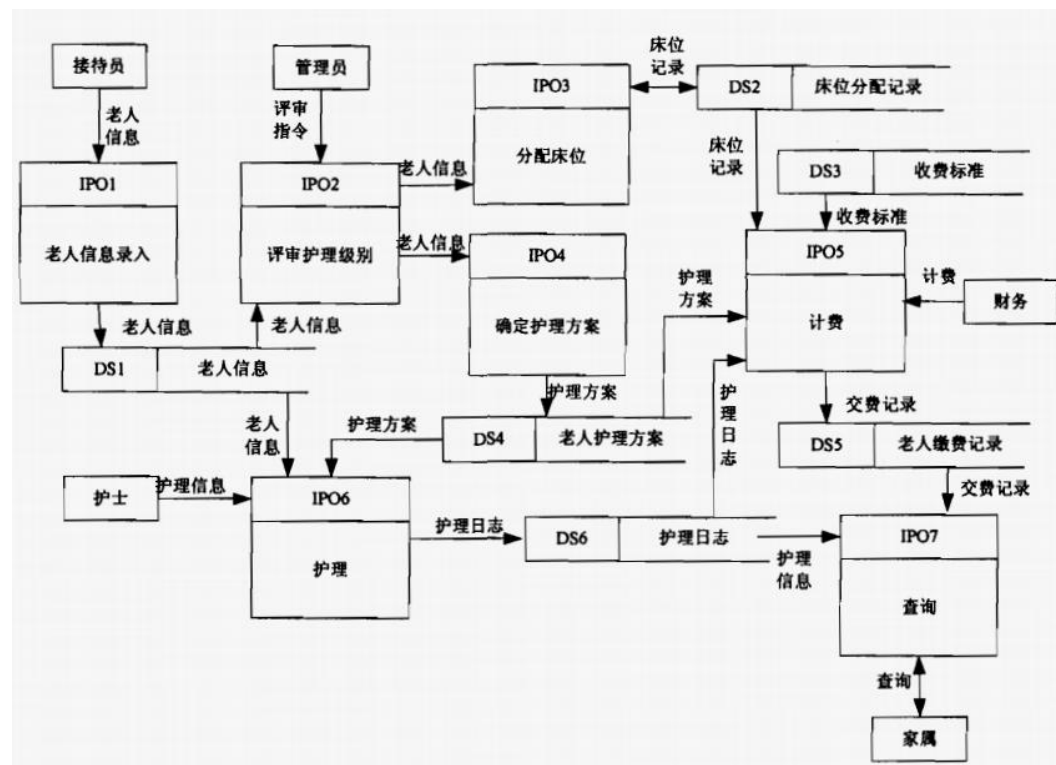 接待员
管理员
老人
信息
评审
指令
IPO1
老人信息录入
IPO2
评审护理级别
老人信息
老人信息
IPO3
分配床位
床位
记录
DS2
床位分配记录
床位记录
DS3
收费标准
收费标准
IPO4
确定护理方案
IPO5
计费
计费
财务
护理
方案
老人信息
老人信息
DS1
老人信息
老人
信息
护理方案
护理方案
DS4
老人护理方案
护理日志
交费记录
DS5
老人缴费记录
交费记录
护士
护理信息
IPO6
护理
护理日志
DS6
护理日志
护理
信息
IPO7
查询
查询
家属